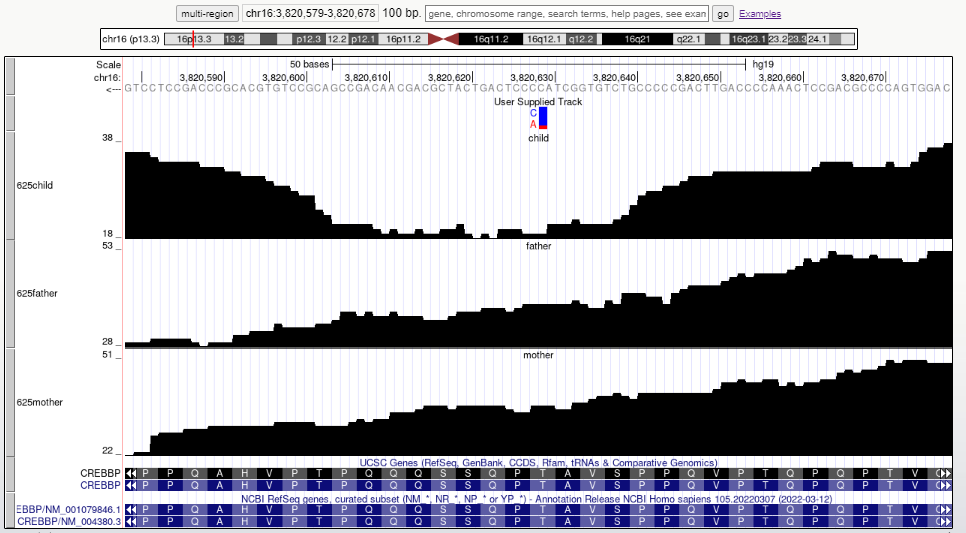 multi-region chr16:3,820,579-3,820,678 100 bp. gene, chromosome range, search terms, help pages, see exan go Examples
chr16 (p13.3) 16p13.3 13.2 p12.3 12.2 p12.1 16p11.2 16q11.2 16q12.1 q12.2 16q21 q22.1 16q23.1 23.2 23.3 24.1
Scale 50 bases hg19
chr16: 3,820,590 3,820,600 3,820,610 3,820,620 3,820,630 3,820,640 3,820,650 3,820,660 3,820,670
<--- GTCCTCCGACCCGCACGTGTCCGCAGCCGACAACGACGCTACTGACTCCCCATCGGTGTCTGCCCCCGACTTGACCCCAAACTCCGACGCCCCAGTGGAC
User Supplied Track
C
A
child
38
625child
18
father
53
625father
28
mother
51
625mother
22
UCSC Genes (RefSeq, GenBank, CCDS, Rfam, tRNAs & Comparative Genomics)
CREBBP P P Q A H V P T P Q Q Q S S Q P T A V S P P Q V P T Q P Q P T V Q
CREBBP P P Q A H V P T P Q Q Q S S Q P T A V S P P Q V P T Q P Q P T V Q
NCBI RefSeq genes, curated subset (NM_*, NR_*, NP_* or YP_*) - Annotation Release NCBI Homo sapiens 105.20220307 (2022-03-12)
EBBP/NM_001079846.1 P P Q A H V P T P Q Q Q S S Q P T A V S P P Q V P T Q P Q P T V Q
CREBBP/NM_004380.3 P P Q A H V P T P Q Q Q S S Q P T A V S P P Q V P T Q P Q P T V Q